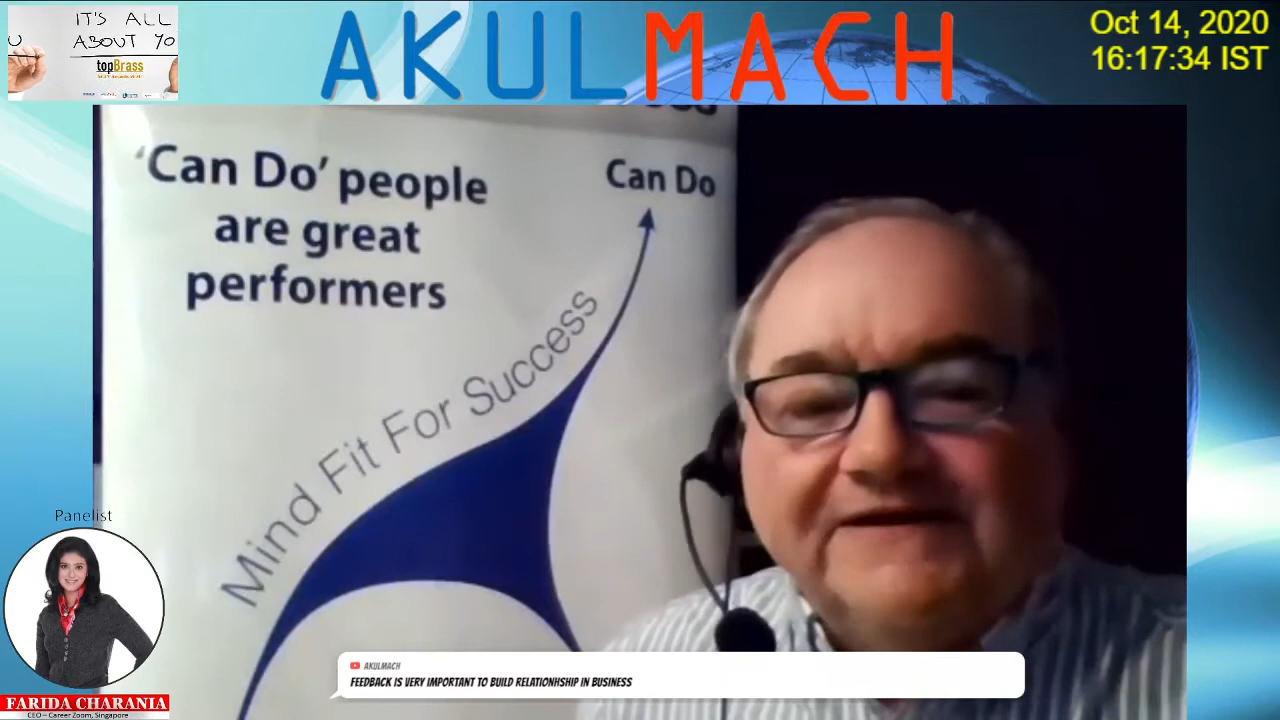 IT'S ALL
U ABOUT YO
topBrass
AKULMACH
Oct 14, 2020
16:17:34 IST
'Can Do' people
are great
performers
Can Do
Mind Fit For Success
Panelist
FARIDA CHARANIA
CEO – Career Zoom, Singapore
AKULMACH
FEEDBACK IS VERY IMPORTANT TO BUILD RELATIONHSHIP IN BUSINESS